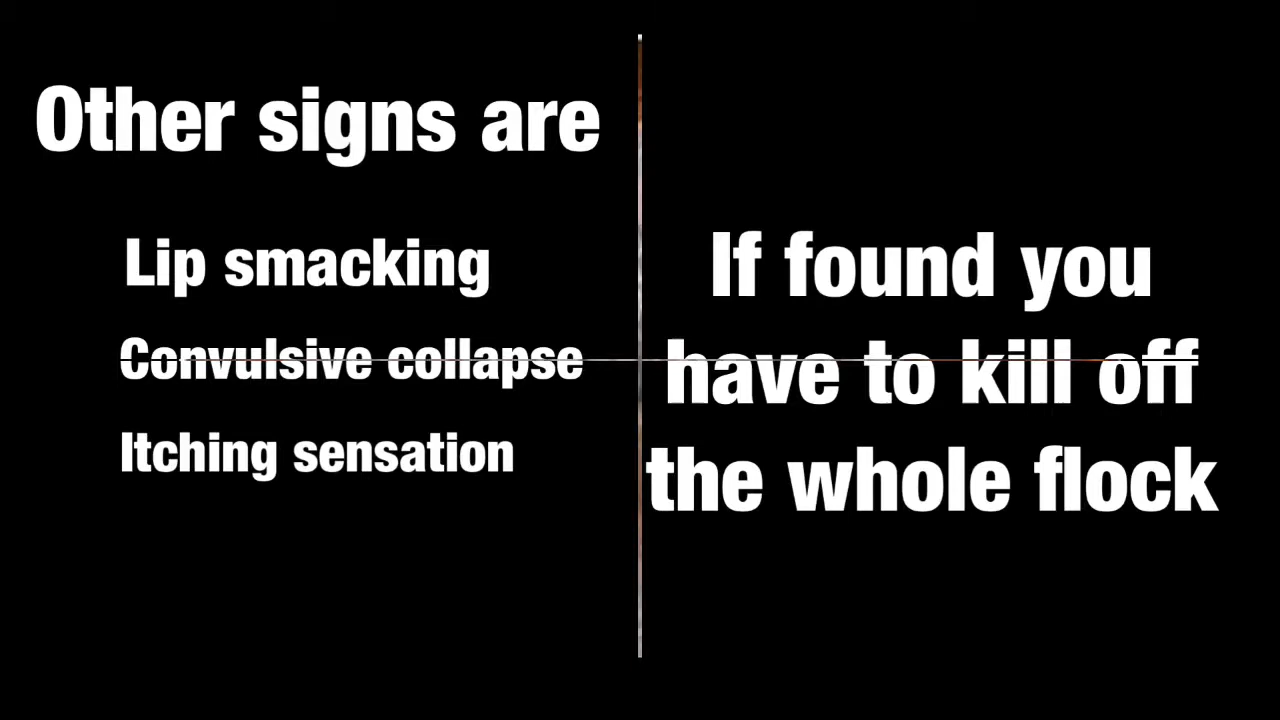 Other signs are
Lip smacking
Convulsive collapse
Itching sensation
If found you
have to kill off
the whole flock